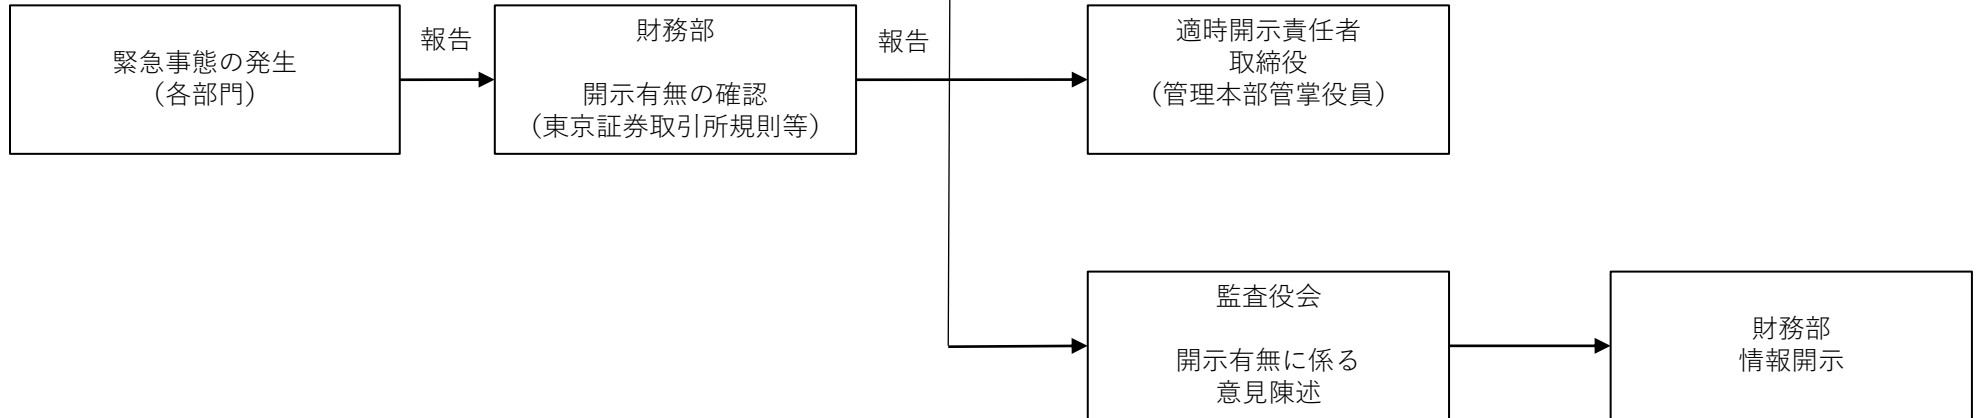 緊急事態の発生
（各部門）
報告
財務部
開示有無の確認
（東京証券取引所規則等）
報告
適時開示責任者
取締役
（管理本部管掌役員）
監査役会
開示有無に係る
意見陳述
財務部
情報開示